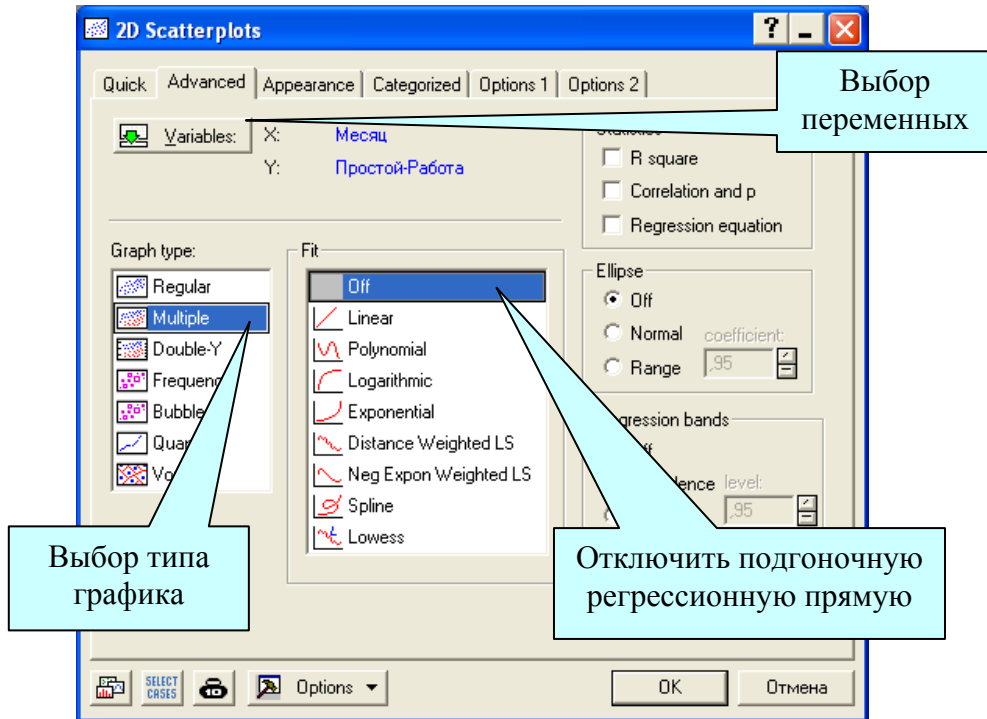 2D Scatterplots
Quick Advanced Appearance Categorized Options 1 Options 2
Выбор
переменных
Variables: X: Месяц
Y: Простой-Работа
R square
Correlation and p
Regression equation
Graph type:
Regular
Multiple
Double-Y
Bubble
Fit
Off
Linear
Polynomial
Logarithmic
Exponential
Distance Weighted LS
Neg Expon Weighted LS
Spline
Lowess
Ellipse
Off
Normal coefficient:
Range ,95
bands
level:
,95
Выбор типа
графика
Отключить подгоночную
регрессионную прямую
SELECT
CASES
Options
OK Отмена